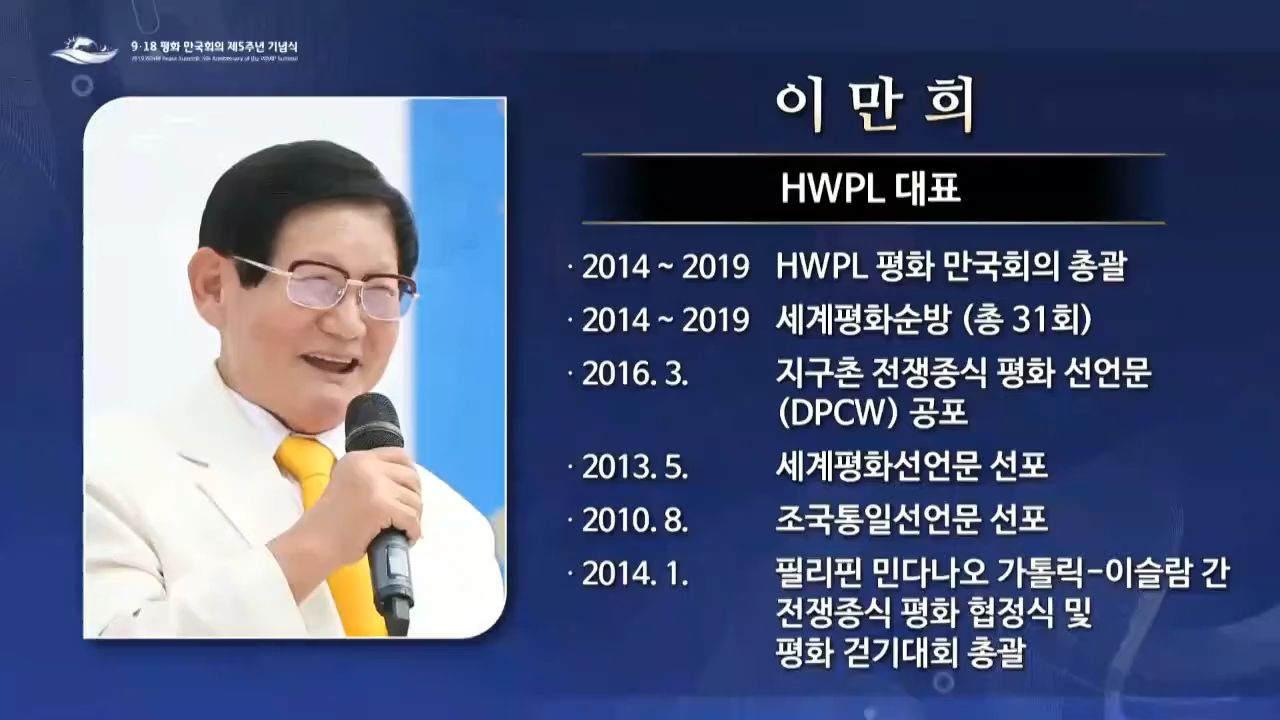 9·18 평화 만국회의 제5주년 기념식
이만희
HWPL 대표
· 2014 ~ 2019 HWPL 평화 만국회의 총괄
· 2014 ~ 2019 세계평화순방 (총 31회)
· 2016. 3. 지구촌 전쟁종식 평화 선언문
(DPCW) 공포
· 2013. 5. 세계평화선언문 선포
· 2010. 8. 조국통일선언문 선포
· 2014. 1. 필리핀 민다나오 가톨릭-이슬람 간
전쟁종식 평화 협정식 및
평화 걷기대회 총괄